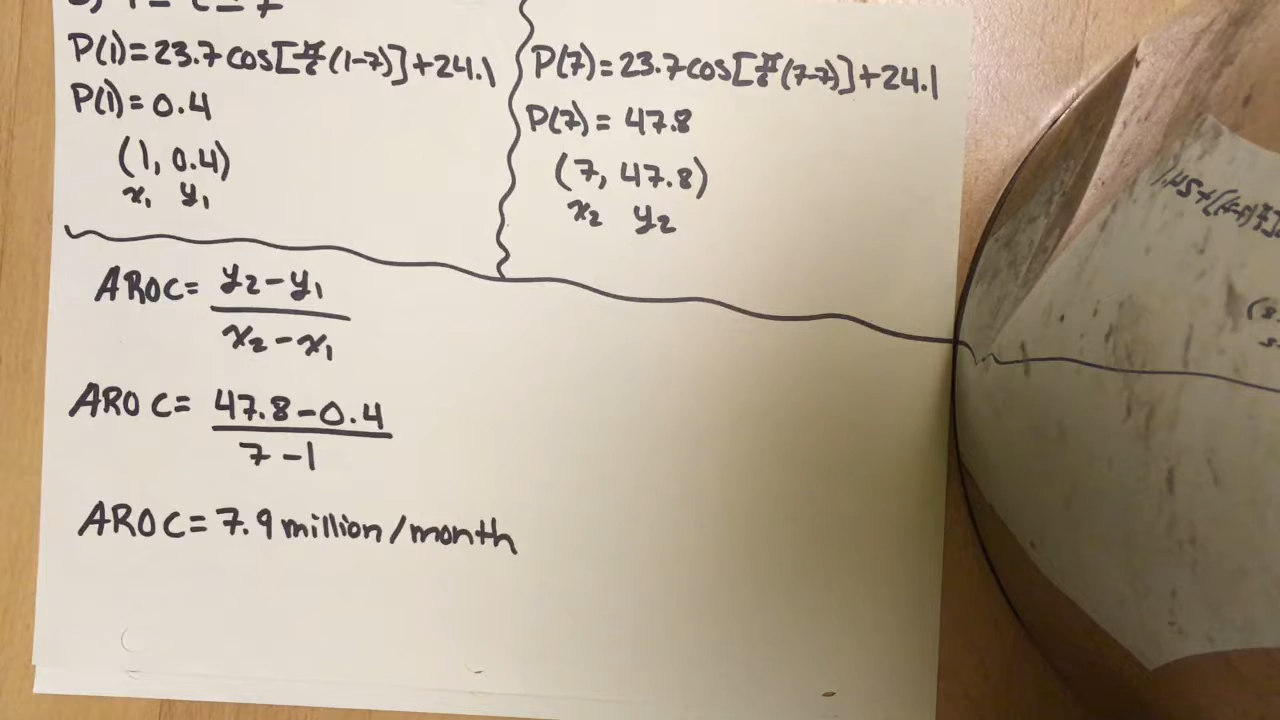 P(1)=23.7cos[π/6(1-7)]+24.1
P(1)=0.4
(1, 0.4)
x₁ y₁
P(7)=23.7cos[π/6(7-7)]+24.1
P(7)=47.8
(7, 47.8)
x₂ y₂
AROC= y₂-y₁
x₂-x₁
AROC= 47.8-0.4
7-1
AROC=7.9million/month